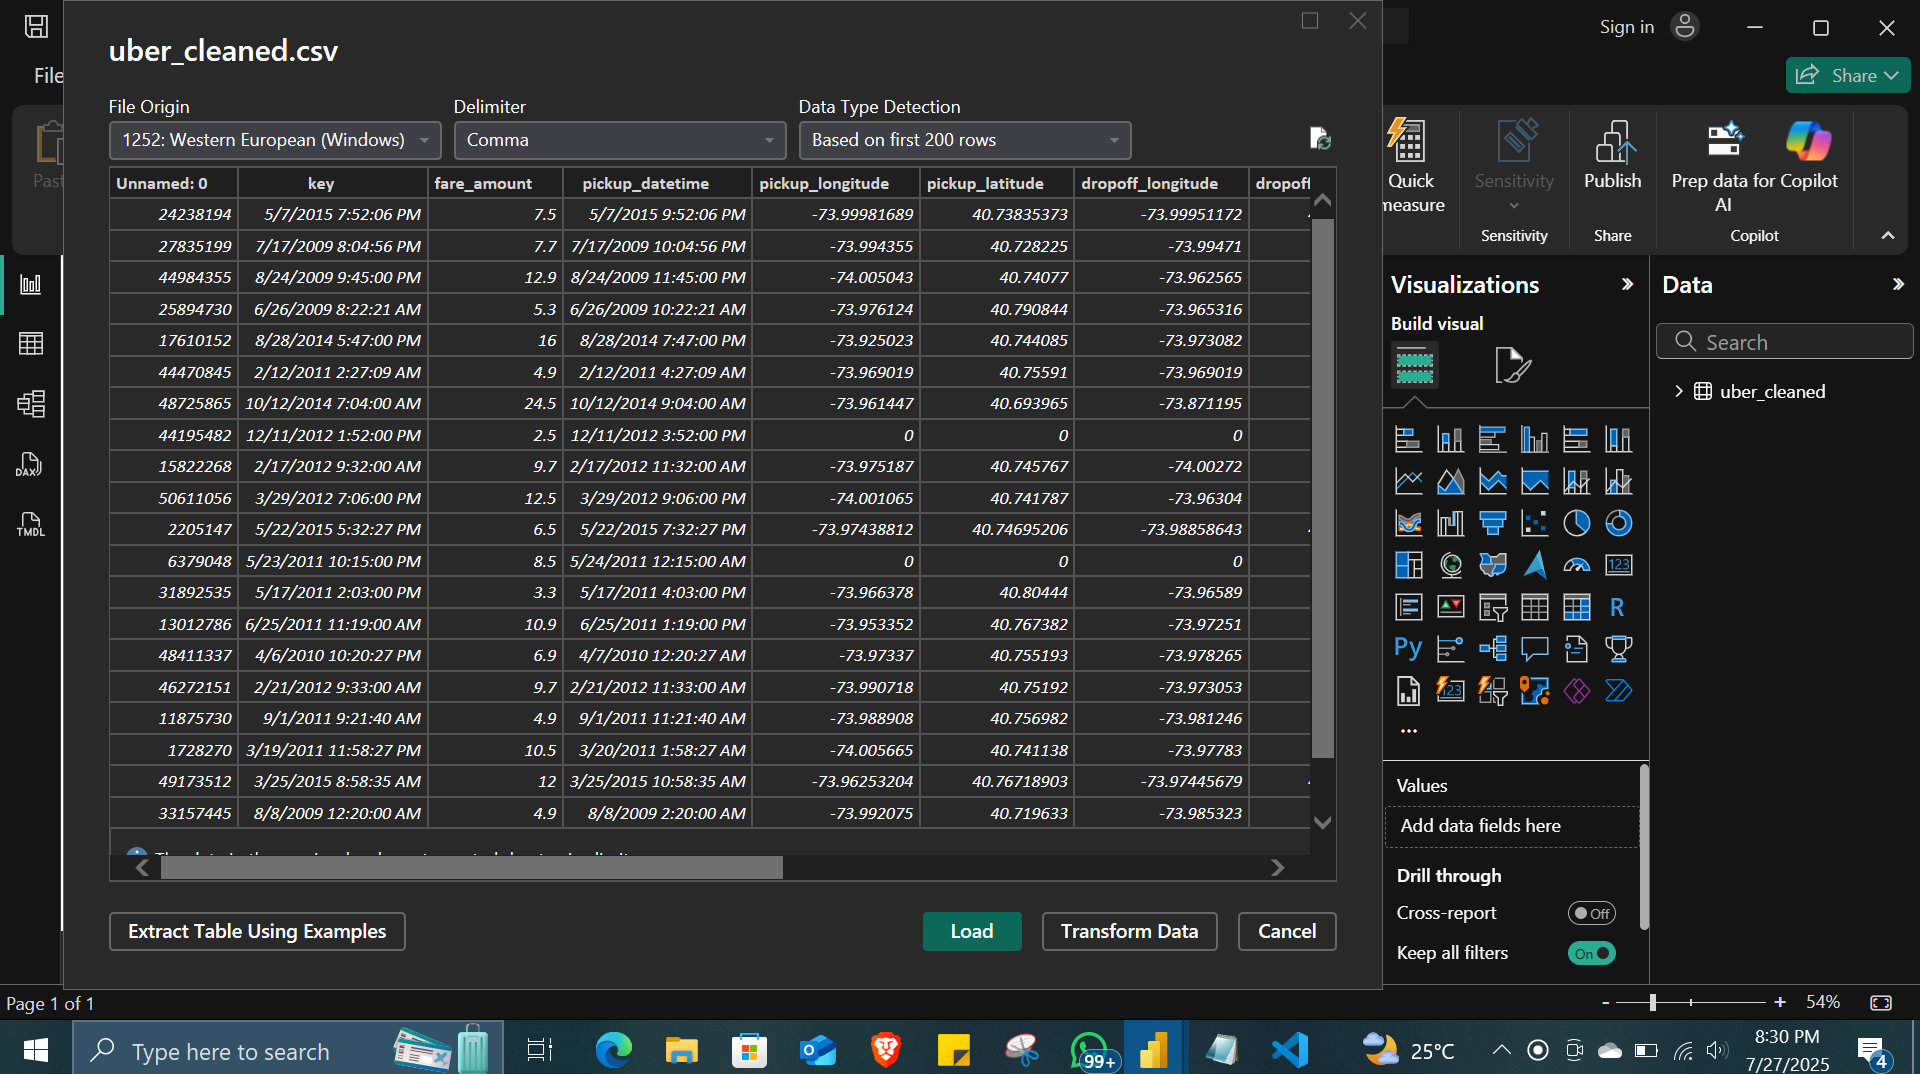 Sign in
uber_cleaned.csv
File
Share
File Origin
Delimiter
Data Type Detection
1252: Western European (Windows)
Comma
Based on first 200 rows
Quick
measure
Sensitivity
Publish
Prep data for
AI
Copilot
Sensitivity
Share
Copilot
Unnamed: 0 key fare_amount pickup_datetime pickup_longitude pickup_latitude dropoff_longitude dropoff
24238194 5/7/2015 7:52:06 PM 7.5 5/7/2015 9:52:06 PM -73.99981689 40.73835373 -73.99951172
27835199 7/17/2009 8:04:56 PM 7.7 7/17/2009 10:04:56 PM -73.994355 40.728225 -73.99471
44984355 8/24/2009 9:45:00 PM 12.9 8/24/2009 11:45:00 PM -74.005043 40.74077 -73.962565
25894730 6/26/2009 8:22:21 AM 5.3 6/26/2009 10:22:21 AM -73.976124 40.790844 -73.965316
17610152 8/28/2014 5:47:00 PM 16 8/28/2014 7:47:00 PM -73.925023 40.744085 -73.973082
44470845 2/12/2011 2:27:09 AM 4.9 2/12/2011 4:27:09 AM -73.969019 40.75591 -73.969019
48725865 10/12/2014 7:04:00 AM 24.5 10/12/2014 9:04:00 AM -73.961447 40.693965 -73.871195
44195482 12/11/2012 1:52:00 PM 2.5 12/11/2012 3:52:00 PM 0 0 0
15822268 2/17/2012 9:32:00 AM 9.7 2/17/2012 11:32:00 AM -73.975187 40.745767 -74.00272
50611056 3/29/2012 7:06:00 PM 12.5 3/29/2012 9:06:00 PM -74.001065 40.741787 -73.96304
2205147 5/22/2015 5:32:27 PM 6.5 5/22/2015 7:32:27 PM -73.97438812 40.74695206 -73.98858643
6379048 5/23/2011 10:15:00 PM 8.5 5/24/2011 12:15:00 AM 0 0 0
31892535 5/17/2011 2:03:00 PM 3.3 5/17/2011 4:03:00 PM -73.966378 40.80444 -73.96589
13012786 6/25/2011 11:19:00 AM 10.9 6/25/2011 1:19:00 PM -73.953352 40.767382 -73.97251
48411337 4/6/2010 10:20:27 PM 6.9 4/7/2010 12:20:27 AM -73.97337 40.755193 -73.978265
46272151 2/21/2012 9:33:00 AM 9.7 2/21/2012 11:33:00 AM -73.990718 40.75192 -73.973053
11875730 9/1/2011 9:21:40 AM 4.9 9/1/2011 11:21:40 AM -73.988908 40.756982 -73.981246
1728270 3/19/2011 11:58:27 PM 10.5 3/20/2011 1:58:27 AM -74.005665 40.741138 -73.97783
49173512 3/25/2015 8:58:35 AM 12 3/25/2015 10:58:35 AM -73.96253204 40.76718903 -73.97445679
33157445 8/8/2009 12:20:00 AM 4.9 8/8/2009 2:20:00 AM -73.992075 40.719633 -73.985323
Extract Table Using Examples
Load
Transform Data
Cancel
DAX
TMDL
Visualizations
Build visual
123
R
Py
123
Values
Add data fields here
Drill through
Cross-report
Off
Keep all filters
On
Data
Search
uber_cleaned
Page 1 of 1
- + 54%
Type here to search
99+
25°C
8:30 PM
7/27/2025
4